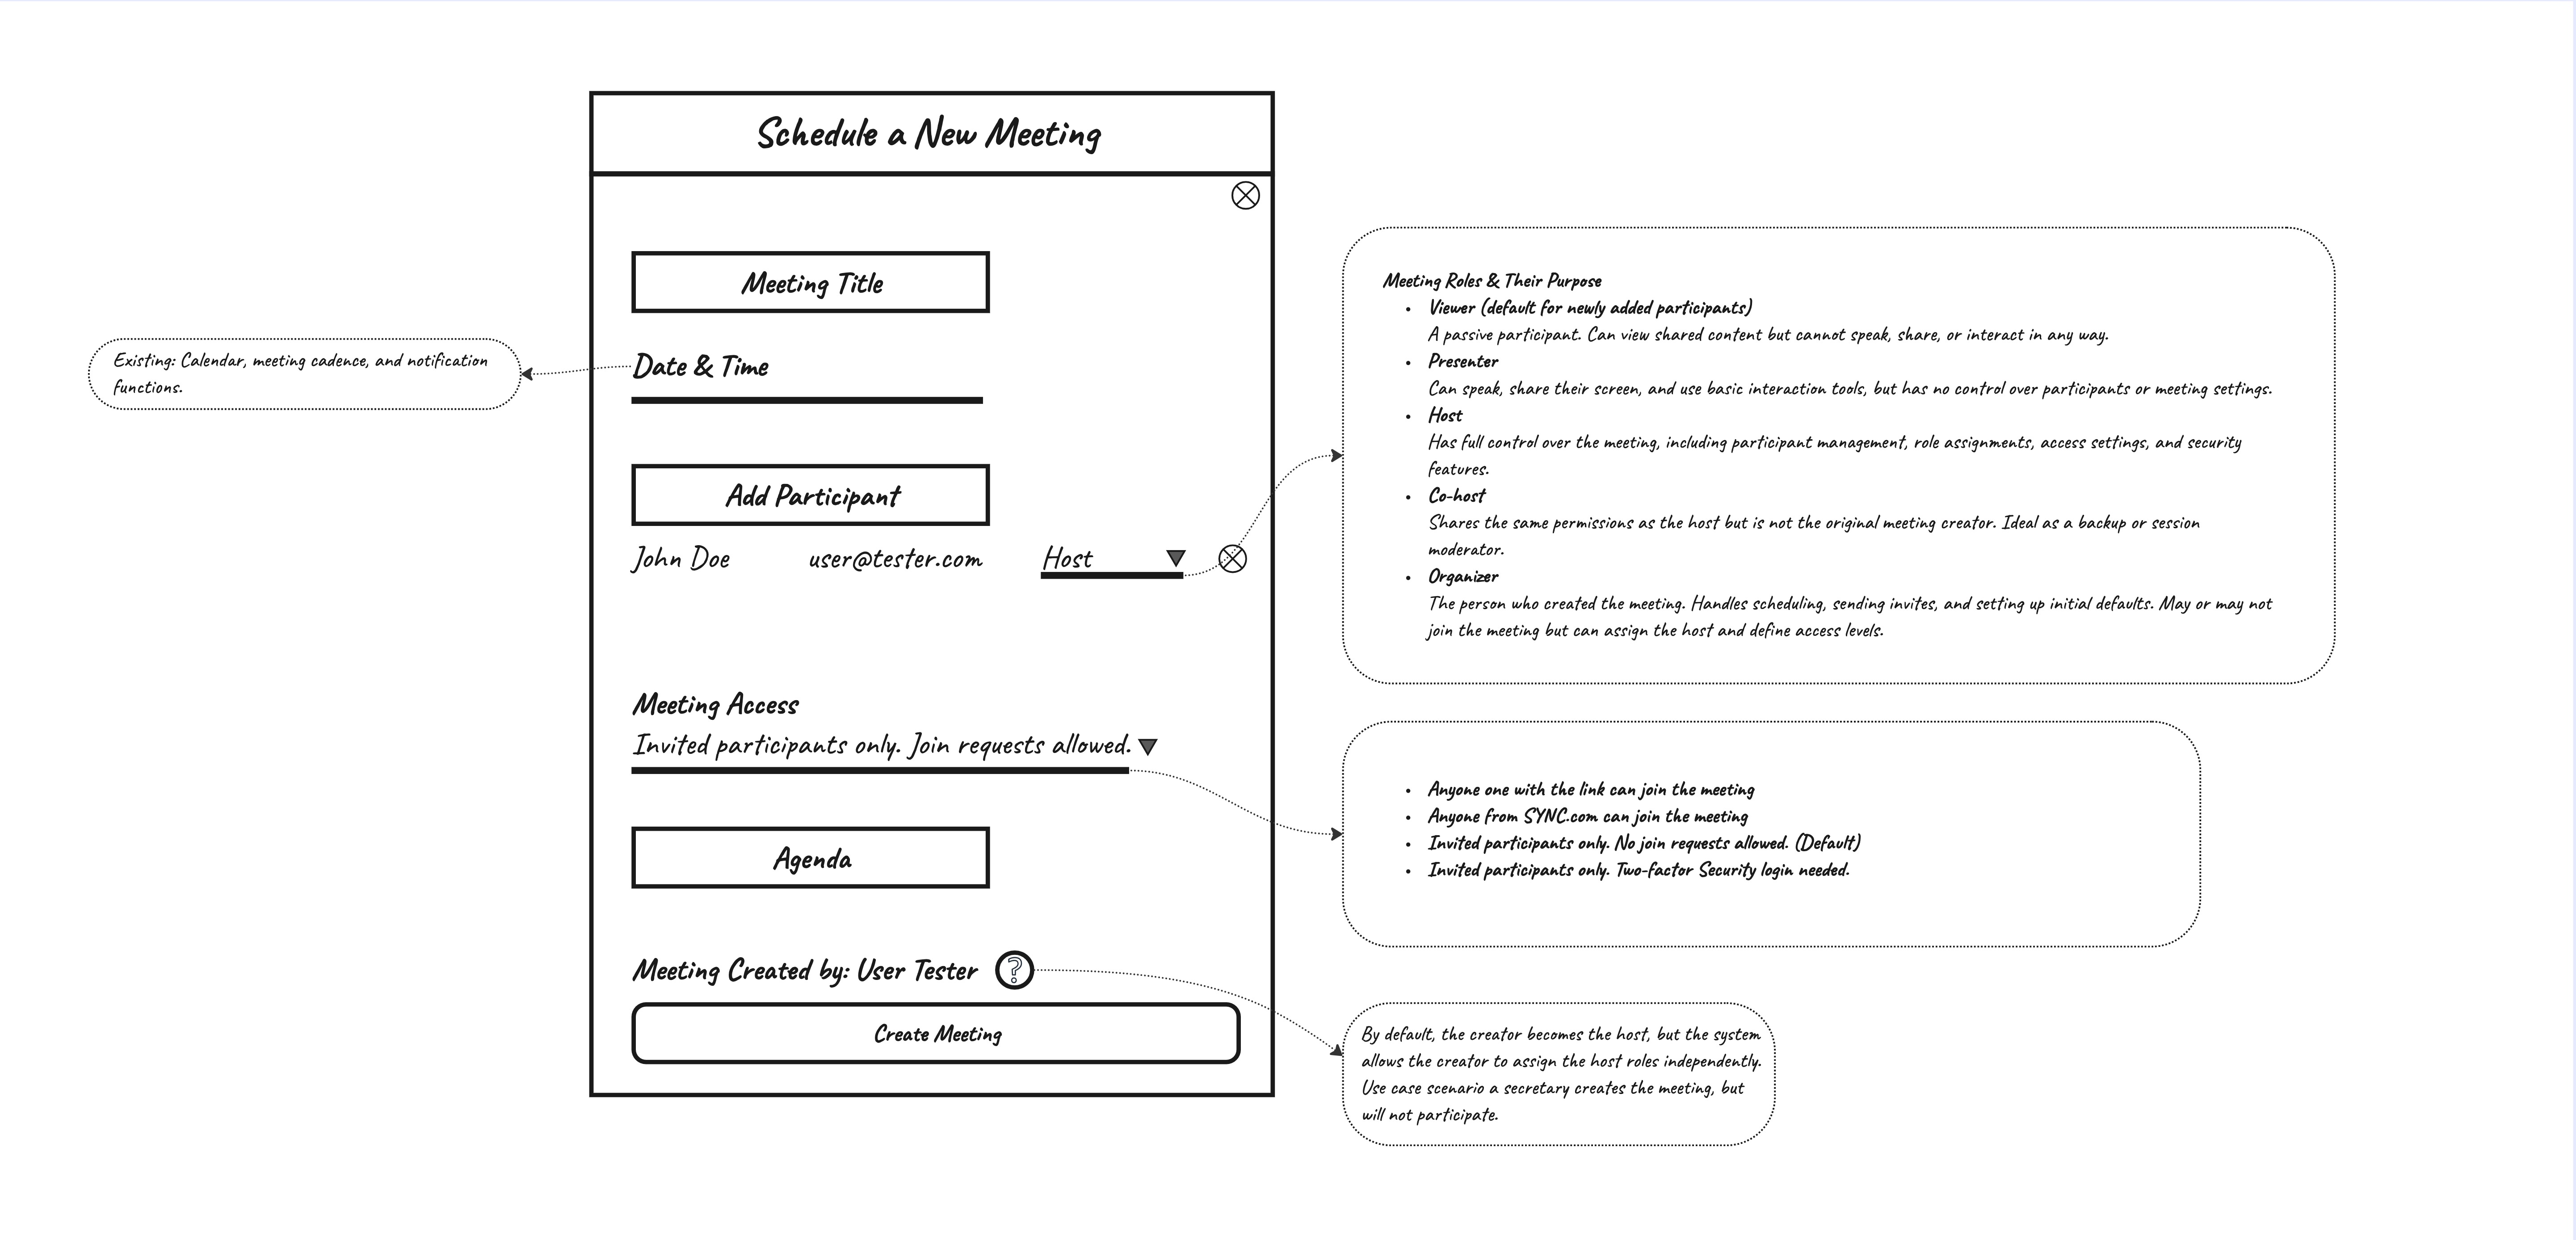 Schedule a New Meeting
Meeting Title
Existing: Calendar, meeting cadence, and notification
functions.
Date & Time
Add Participant
John Doe user@tester.com Host
Meeting Roles & Their Purpose
• Viewer (default for newly added participants)
A passive participant. Can view shared content but cannot speak, share, or interact in any way.
• Presenter
Can speak, share their screen, and use basic interaction tools, but has no control over participants or meeting settings.
• Host
Has full control over the meeting, including participant management, role assignments, access settings, and security
features.
• Co-host
Shares the same permissions as the host but is not the original meeting creator. Ideal as a backup or session
moderator.
• Organizer
The person who created the meeting. Handles scheduling, sending invites, and setting up initial defaults. May or may not
join the meeting but can assign the host and define access levels.
Meeting Access
Invited participants only. Join requests allowed.
• Anyone one with the link can join the meeting
• Anyone from SYNC.com can join the meeting
• Invited participants only. No join requests allowed. (Default)
• Invited participants only. Two-factor Security login needed.
Agenda
Meeting Created by: User Tester ?
Create Meeting
By default, the creator becomes the host, but the system
allows the creator to assign the host roles independently.
Use case scenario a secretary creates the meeting, but
will not participate.